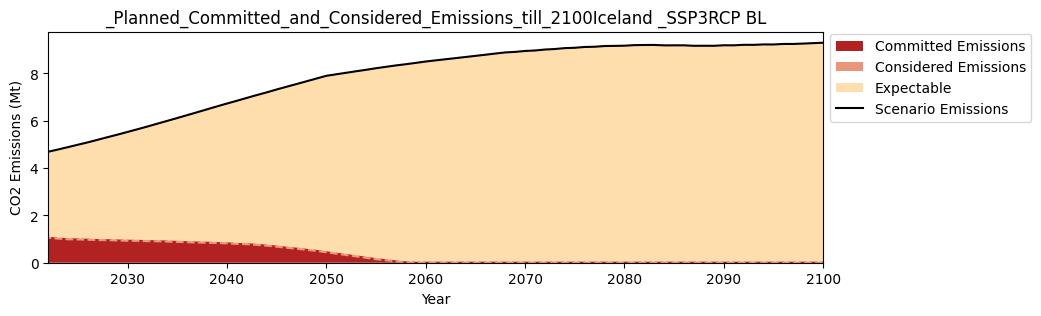 _Planned_Committed_and_Considered_Emissions_till_2100Iceland _SSP3RCP BL
CO2 Emissions (Mt)
8
6
4
2
0
2030 2040 2050 2060 2070 2080 2090 2100
Year
Committed Emissions
Considered Emissions
Expectable
Scenario Emissions